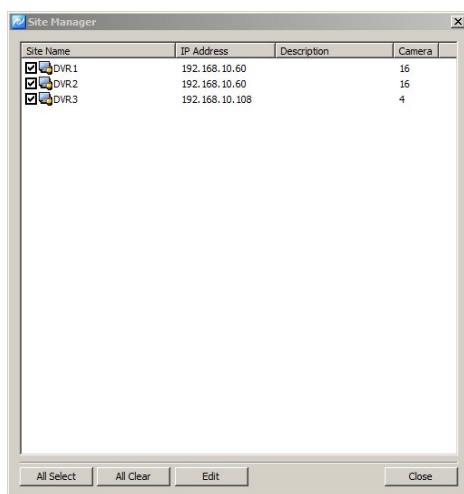 Site Manager
Site Name IP Address Description Camera
DVR1 192.168.10.60 16
DVR2 192.168.10.60 16
DVR3 192.168.10.108 4
All Select All Clear Edit Close